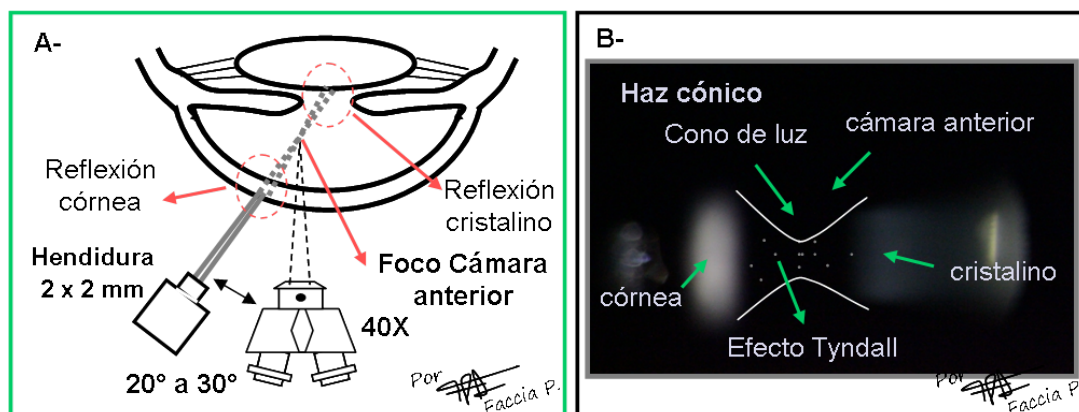 A-
Reflexión
córnea
Reflexión
cristalino
Hendidura
2 x 2 mm
Foco Cámara
anterior
40X
20° a 30°
Por
Faccia P.
B-
Haz cónico
Cono de luz
cámara anterior
córnea
cristalino
Efecto Tyndall
Por
Faccia P.